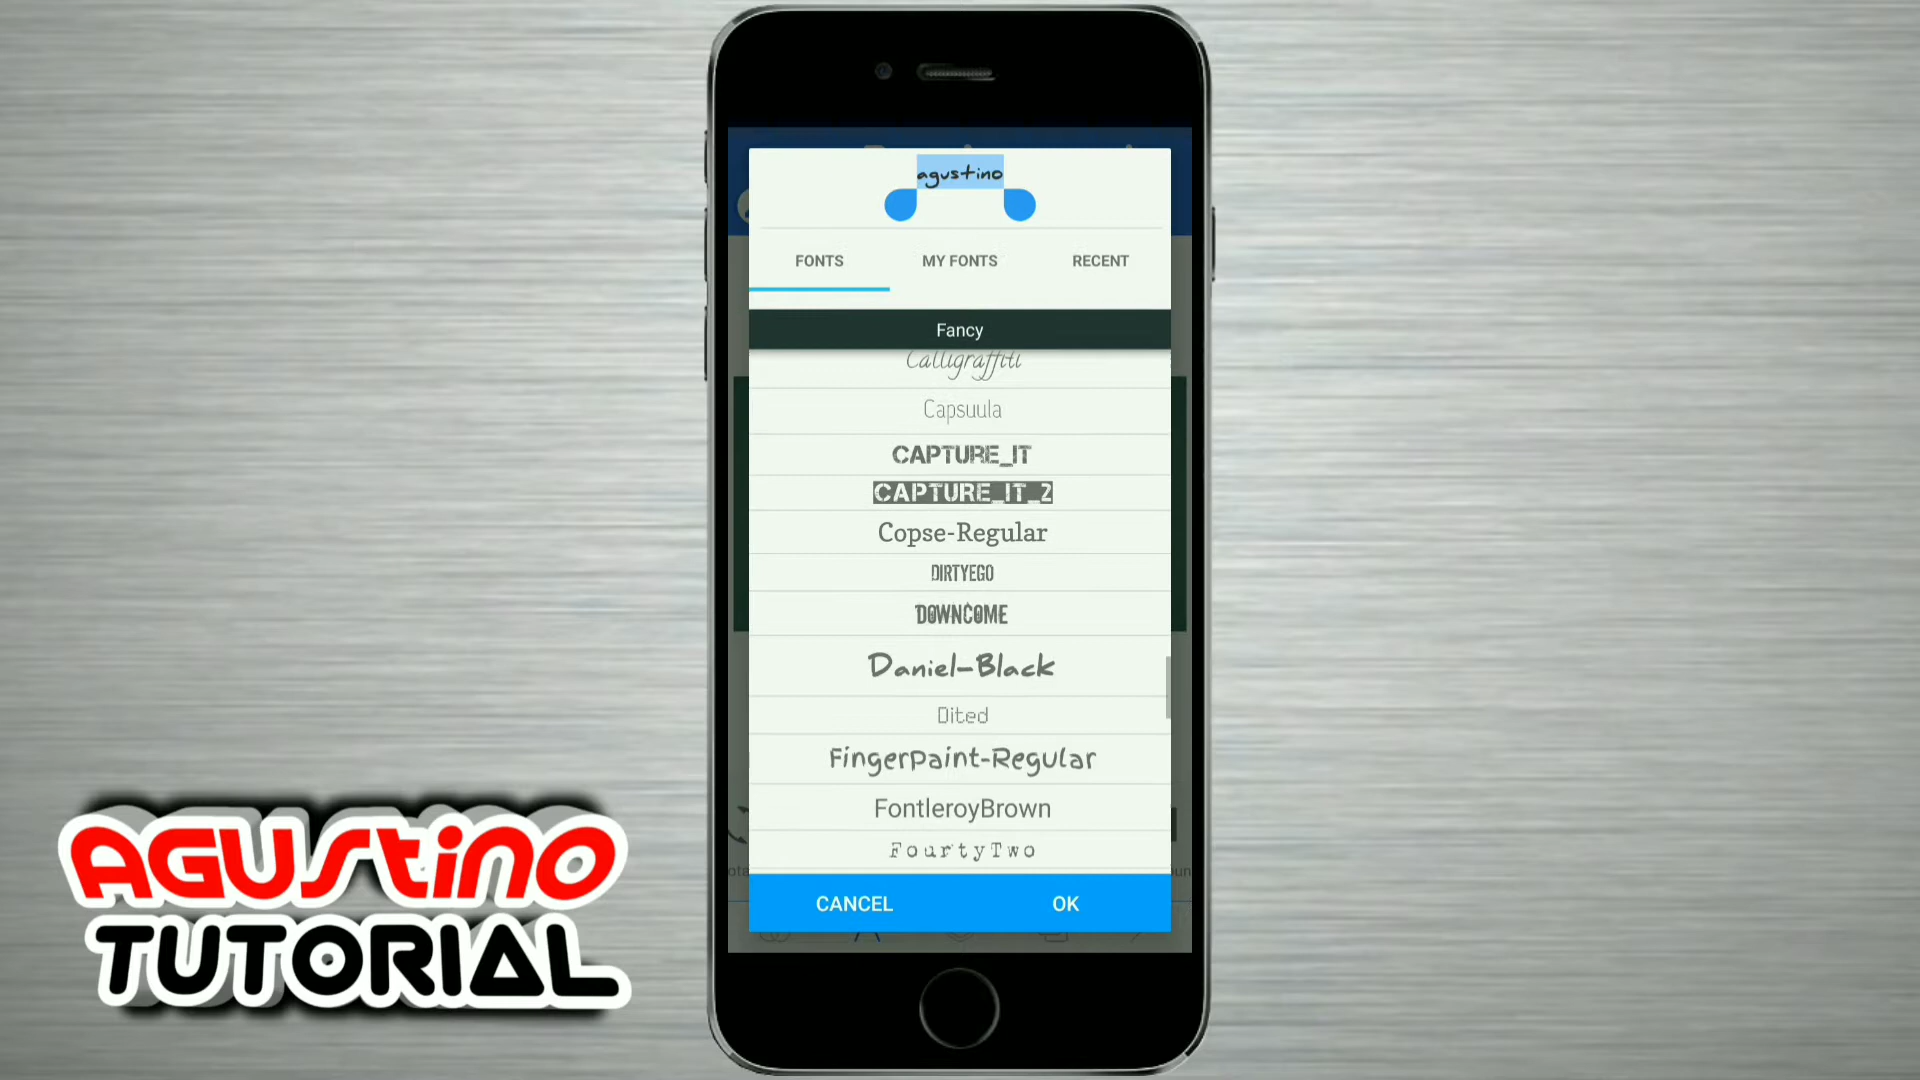 agustino
FONTS MY FONTS RECENT
Fancy
Calligraffiti
Capsuula
CAPTURE_IT
CAPTURE_IT_2
Copse-Regular
DIRTYEGO
DOWNCOME
Daniel-Black
Dited
FingerPaint-Regular
FontleroyBrown
FourtyTwo
CANCEL OK
AGUStiNO
TUTORIAL